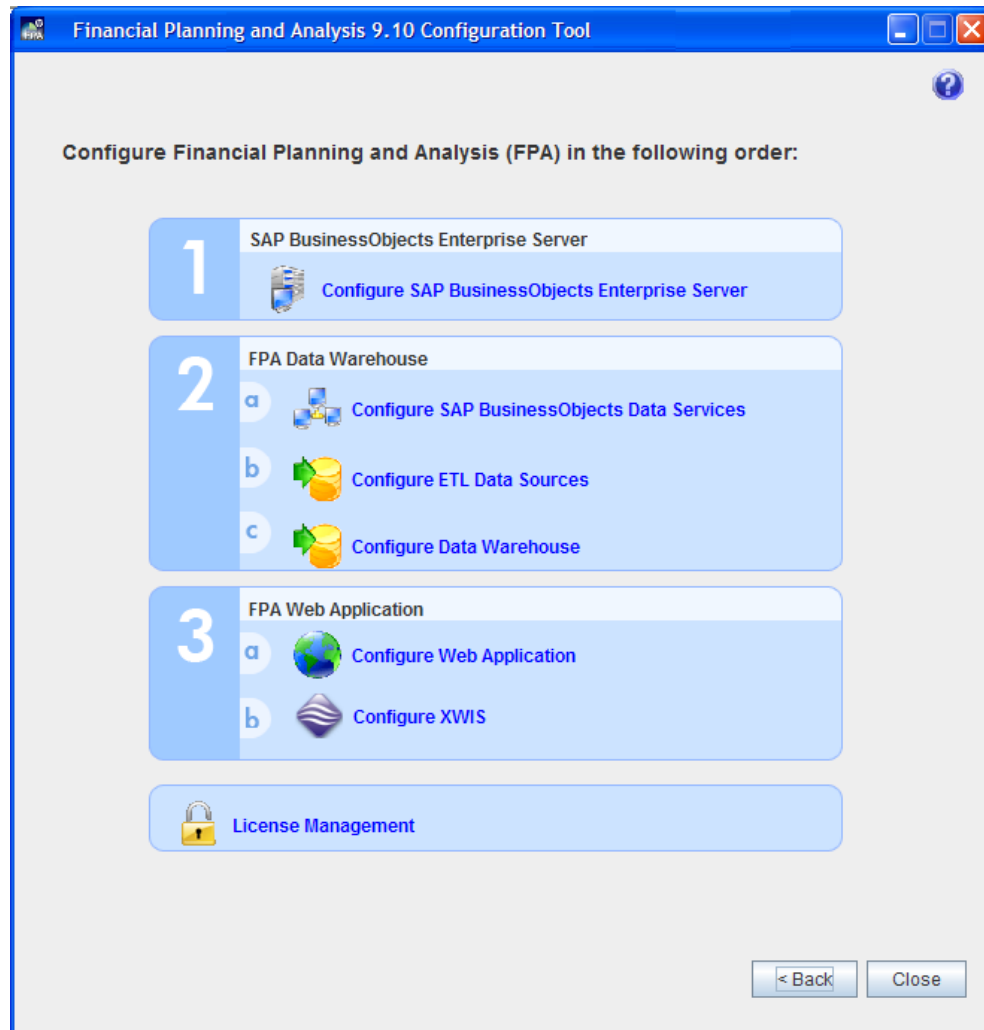 Financial Planning and Analysis 9.10 Configuration Tool
Configure Financial Planning and Analysis (FPA) in the following order:
1
SAP BusinessObjects Enterprise Server
Configure SAP BusinessObjects Enterprise Server
2
FPA Data Warehouse
a
Configure SAP BusinessObjects Data Services
b
Configure ETL Data Sources
c
Configure Data Warehouse
3
FPA Web Application
a
Configure Web Application
b
Configure XWIS
License Management
< Back
Close